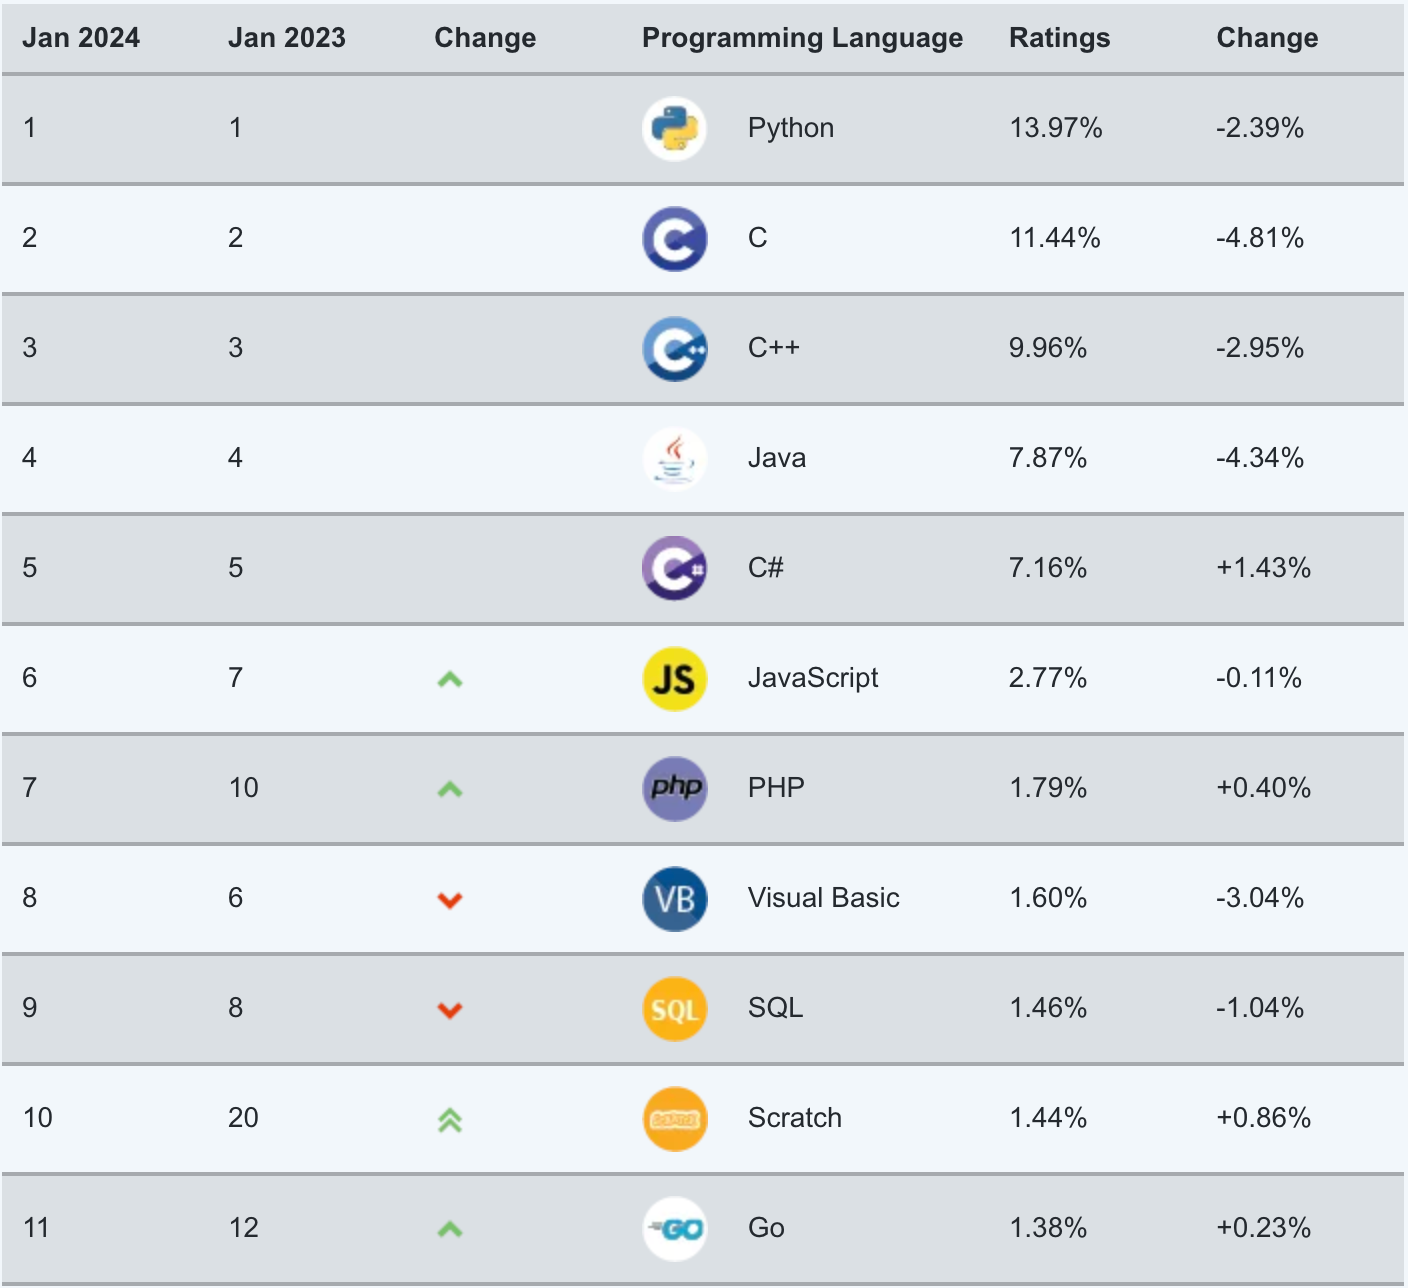 Jan 2024 Jan 2023 Change Programming Language Ratings Change
1 1 Python 13.97% -2.39%
2 2 C 11.44% -4.81%
3 3 C++ 9.96% -2.95%
4 4 Java 7.87% -4.34%
5 5 C# 7.16% +1.43%
6 7 JS JavaScript 2.77% -0.11%
7 10 php PHP 1.79% +0.40%
8 6 VB Visual Basic 1.60% -3.04%
9 8 SQL SQL 1.46% -1.04%
10 20 Scratch 1.44% +0.86%
11 12 GO Go 1.38% +0.23%